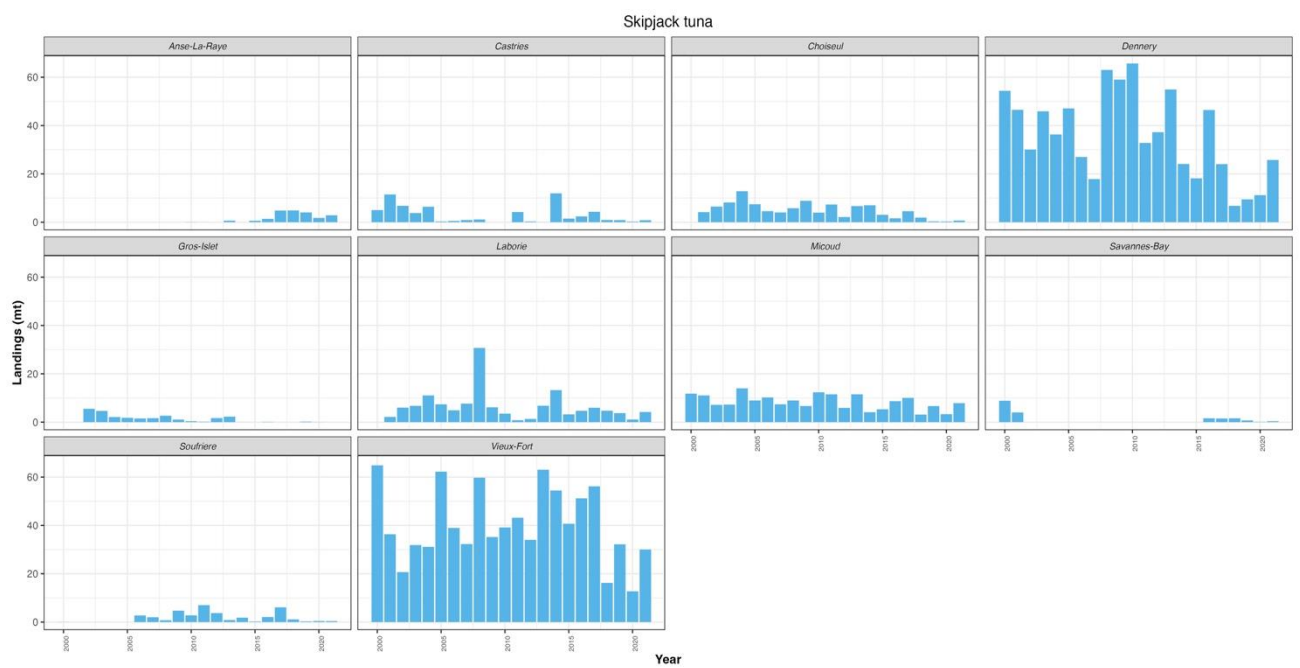 Skipjack tuna
Anse-La-Raye
Castries
Choiseul
Dennery
60
40
20
0
Gros-Islet
Laborie
Micoud
Savannes-Bay
60
40
20
0
2000
2005
2010
2015
2020
2000
2005
2010
2015
2020
Soufriere
Vieux-Fort
60
40
20
0
2000
2005
2010
2015
2020
2000
2005
2010
2015
2020
Landings (mt)
Year